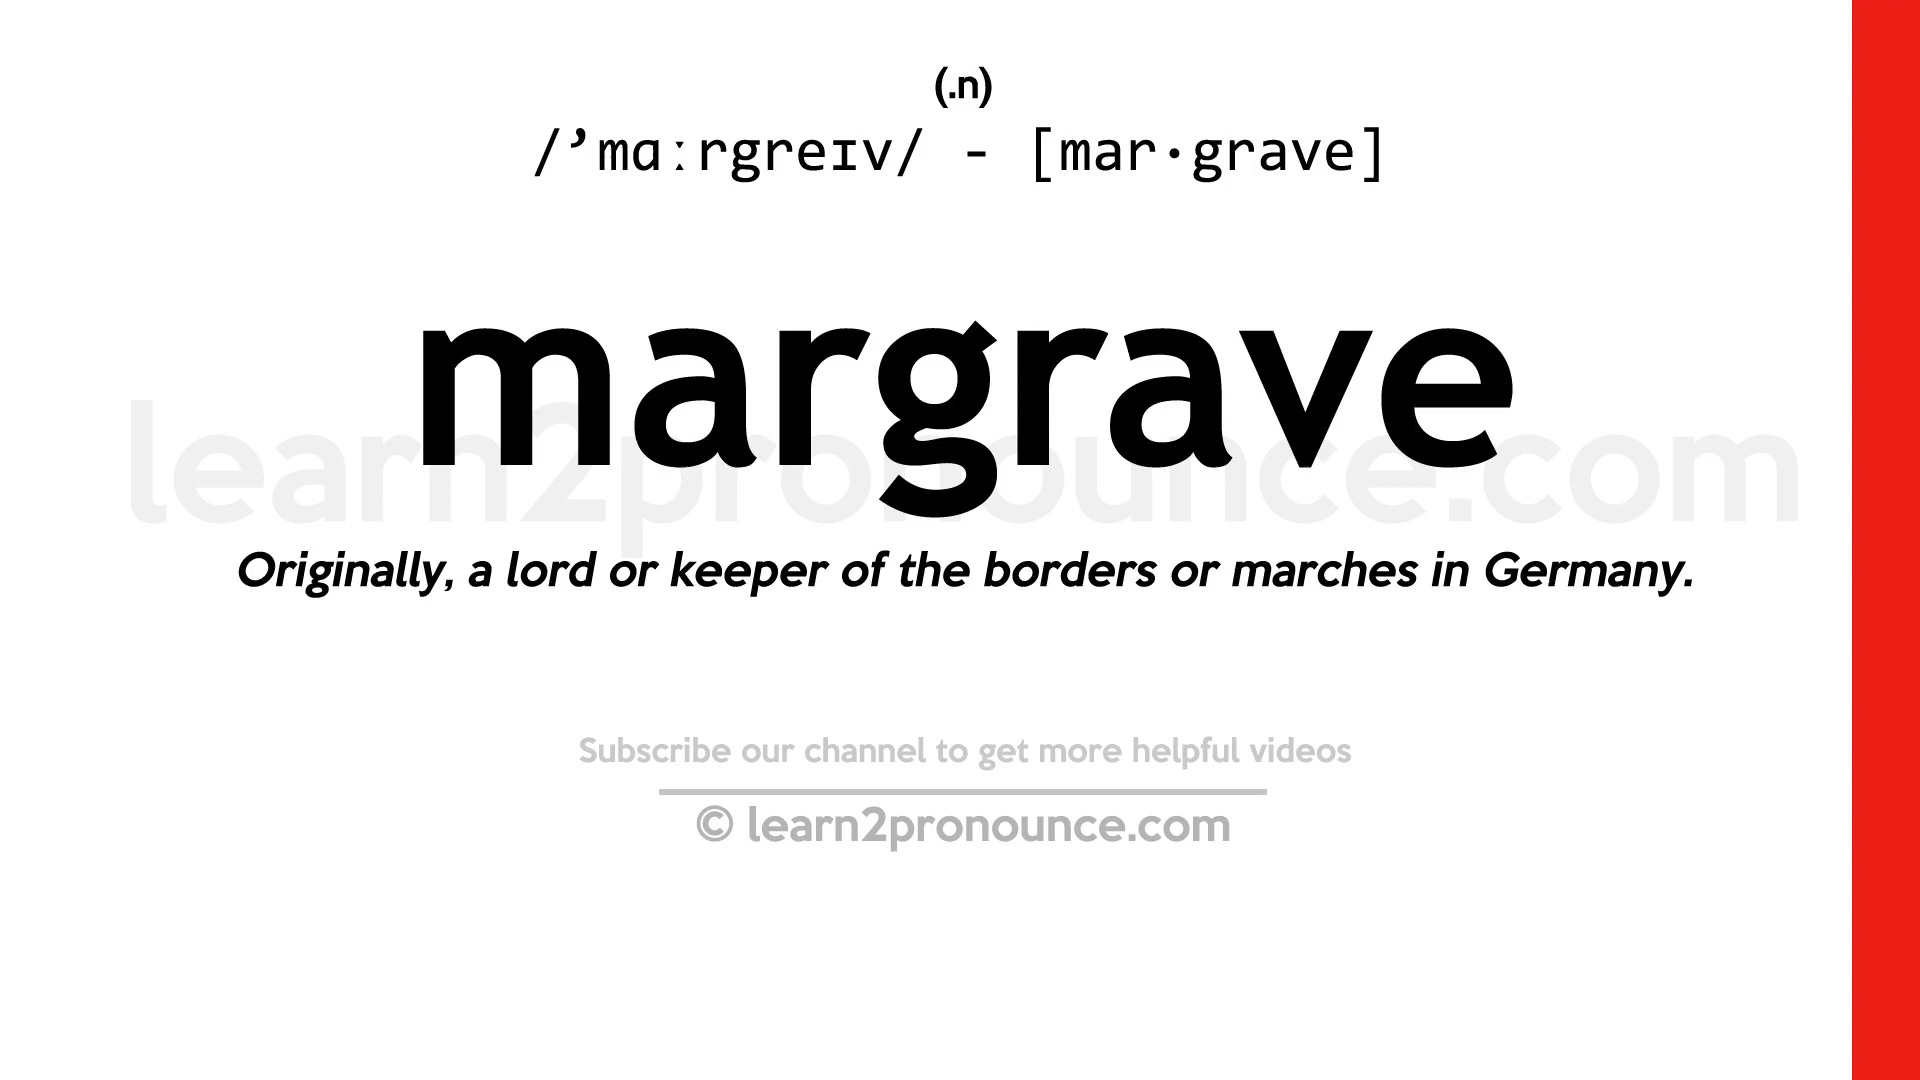 (.n)
/’mɑːrgreɪv/ - [mar·grave]
margrave
learn2pronounce.com
Originally, a lord or keeper of the borders or marches in Germany.
Subscribe our channel to get more helpful videos
© learn2pronounce.com